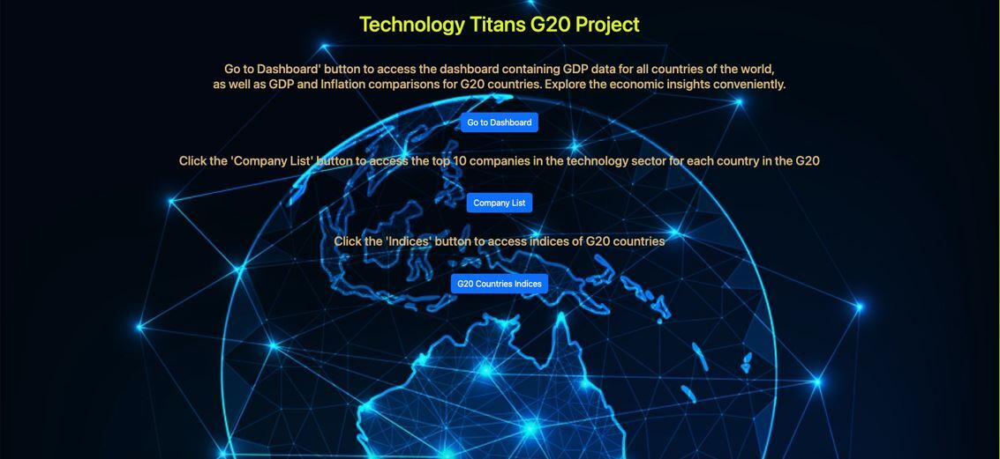 Technology Titans G20 Project
Go to Dashboard' button to access the dashboard containing GDP data for all countries of the world,
as well as GDP and Inflation comparisons for G20 countries. Explore the economic insights conveniently.
Go to Dashboard
Click the 'Company List' button to access the top 10 companies in the technology sector for each country in the G20
Company List
Click the 'Indices' button to access indices of G20 countries
G20 Countries Indices